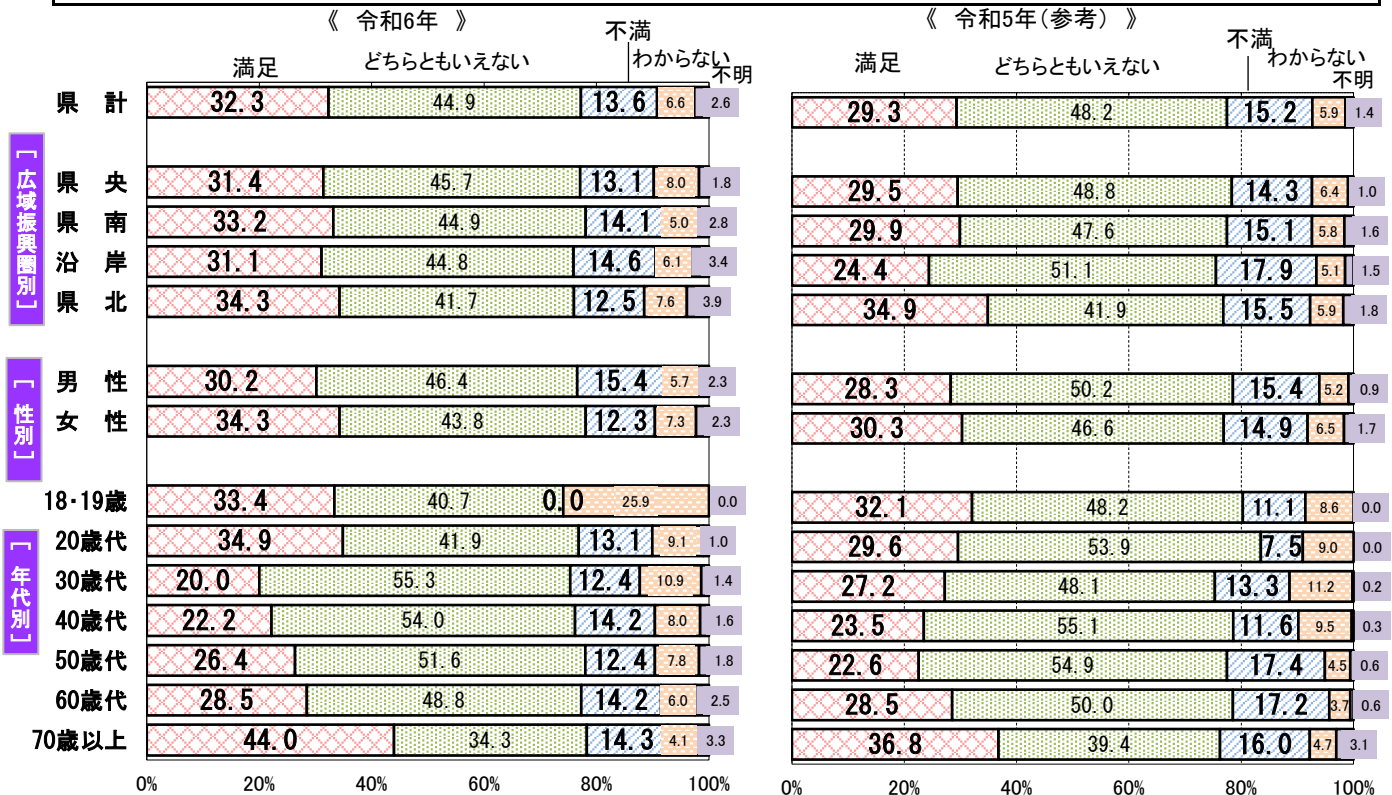 《 令和6年 》
満足 どちらともいえない 不満 わからない 不明
県 計 32.3 44.9 13.6 6.6 2.6
[広域振興圏別]
県 央 31.4 45.7 13.1 8.0 1.8
県 南 33.2 44.9 14.1 5.0 2.8
沿 岸 31.1 44.8 14.6 6.1 3.4
県 北 34.3 41.7 12.5 7.6 3.9
[性別]
男 性 30.2 46.4 15.4 5.7 2.3
女 性 34.3 43.8 12.3 7.3 2.3
[年代別]
18･19歳 33.4 40.7 0.0 25.9 0.0
20歳代 34.9 41.9 13.1 9.1 1.0
30歳代 20.0 55.3 12.4 10.9 1.4
40歳代 22.2 54.0 14.2 8.0 1.6
50歳代 26.4 51.6 12.4 7.8 1.8
60歳代 28.5 48.8 14.2 6.0 2.5
70歳以上 44.0 34.3 14.3 4.1 3.3
0% 20% 40% 60% 80% 100%
《 令和5年(参考) 》
満足 どちらともいえない 不満 わからない 不明
29.3 48.2 15.2 5.9 1.4
29.5 48.8 14.3 6.4 1.0
29.9 47.6 15.1 5.8 1.6
24.4 51.1 17.9 5.1 1.5
34.9 41.9 15.5 5.9 1.8
28.3 50.2 15.4 5.2 0.9
30.3 46.6 14.9 6.5 1.7
32.1 48.2 11.1 8.6 0.0
29.6 53.9 7.5 9.0 0.0
27.2 48.1 13.3 11.2 0.2
23.5 55.1 11.6 9.5 0.3
22.6 54.9 17.4 4.5 0.6
28.5 50.0 17.2 3.7 0.6
36.8 39.4 16.0 4.7 3.1
0% 20% 40% 60% 80% 100%